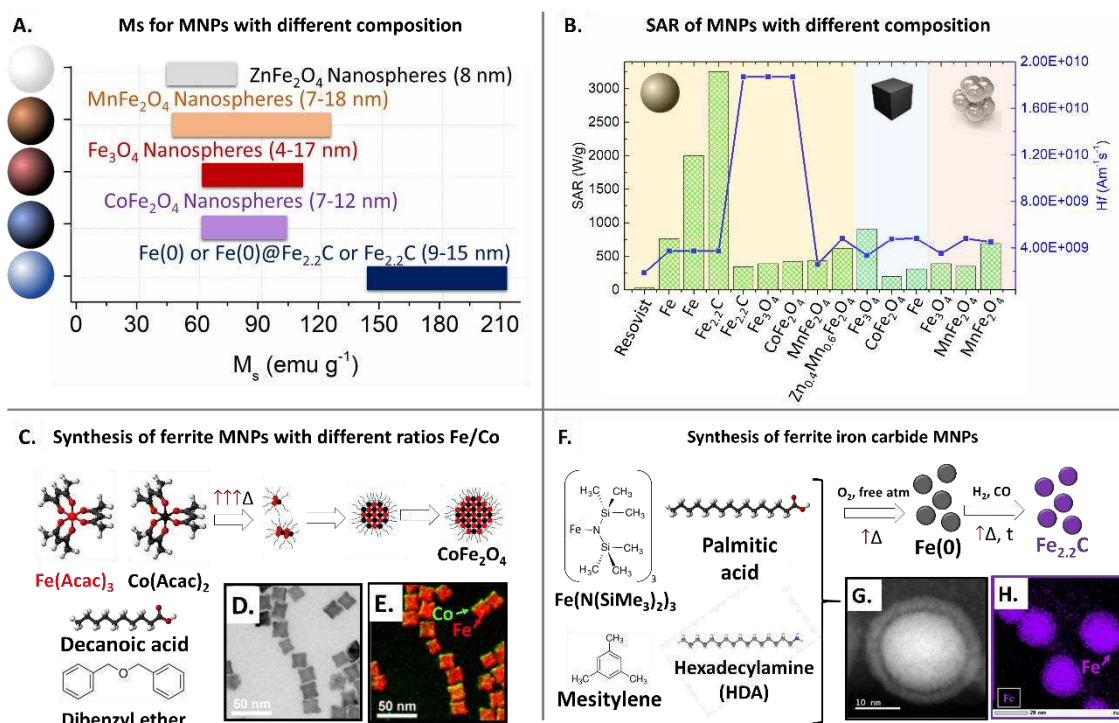 A.
Ms for MNPs with different composition
ZnFe₂O₄ Nanospheres (8 nm)
MnFe₂O₄ Nanospheres (7-18 nm)
Fe₃O₄ Nanospheres (4-17 nm)
CoFe₂O₄ Nanospheres (7-12 nm)
Fe(0) or Fe(0)@Fe₂.₂C or Fe₂.₂C (9-15 nm)
0 30 60 90 120 150 180 210
Mₛ (emu g⁻¹)
B.
SAR of MNPs with different composition
SAR (W/g)
3000
2500
2000
1500
1000
500
0
2.00E+010
1.60E+010
1.20E+010
8.00E+009
4.00E+009
Hf (Am⁻¹s⁻¹)
Resovist
Fe
Fe
Fe₂.₂C
Fe₂.₂C
Fe₃O₄
CoFe₂O₄
MnFe₂O₄
Zn₀.₄Mn₀.₆Fe₂O₄
Fe₃O₄
CoFe₂O₄
Fe
Fe₃O₄
MnFe₂O₄
MnFe₂O₄
C. Synthesis of ferrite MNPs with different ratios Fe/Co
↑↑↑Δ
CoFe₂O₄
Fe(Acac)₃ Co(Acac)₂
Decanoic acid
O
Dibenzyl ether
D.
50 nm
E.
Co
Fe
50 nm
F.
Synthesis of ferrite iron carbide MNPs
H₃C CH₃
Si CH₃
Fe N
Si CH₃
H₃C CH₃
3
Fe(N(SiMe₃)₂)₃
Palmitic
acid
CH₃
H₃C CH₃
Mesitylene
Hexadecylamine
(HDA)
O₂, free atm
↑Δ
Fe(0)
H₂, CO
↑Δ, t
Fe₂.₂C
G.
10 nm
H.
Fe
Fe
20 nm